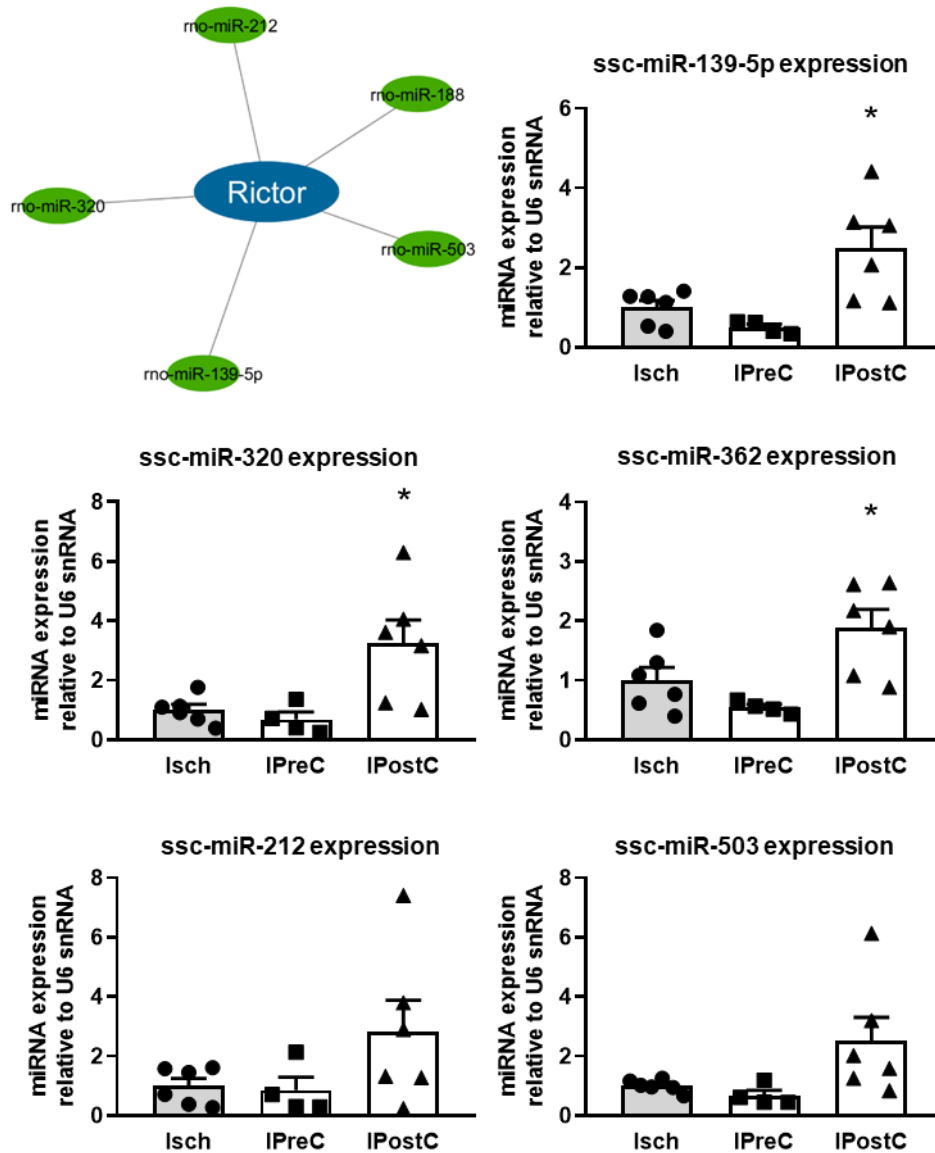 rno-miR-212
rno-miR-188
Rictor
rno-miR-320
rno-miR-503
rno-miR-139-5p
ssc-miR-139-5p expression
miRNA expression
relative to U6 snRNA
6
4
2
0
*
Isch
IPreC
IPostC
ssc-miR-320 expression
miRNA expression
relative to U6 snRNA
8
6
4
2
0
*
Isch
IPreC
IPostC
ssc-miR-362 expression
miRNA expression
relative to U6 snRNA
4
3
2
1
0
*
Isch
IPreC
IPostC
ssc-miR-212 expression
miRNA expression
relative to U6 snRNA
8
6
4
2
0
Isch
IPreC
IPostC
ssc-miR-503 expression
miRNA expression
relative to U6 snRNA
8
6
4
2
0
Isch
IPreC
IPostC